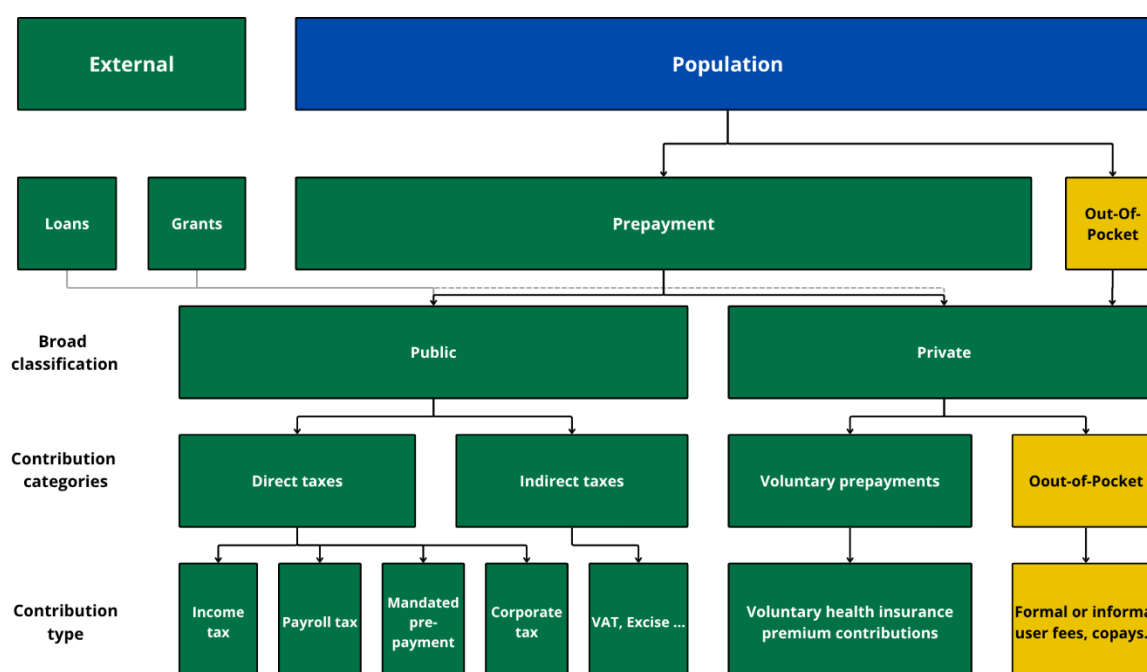 External
Population
Loans
Grants
Prepayment
Out-Of-
Pocket
Broad
classification
Public
Private
Contribution
categories
Direct taxes
Indirect taxes
Voluntary prepayments
Oout-of-Pocket
Contribution
type
Income
tax
Payroll tax
Mandated
pre-
payment
Corporate
tax
VAT, Excise ...
Voluntary health insurance
premium contributions
Formal or informa
user fees, copays..